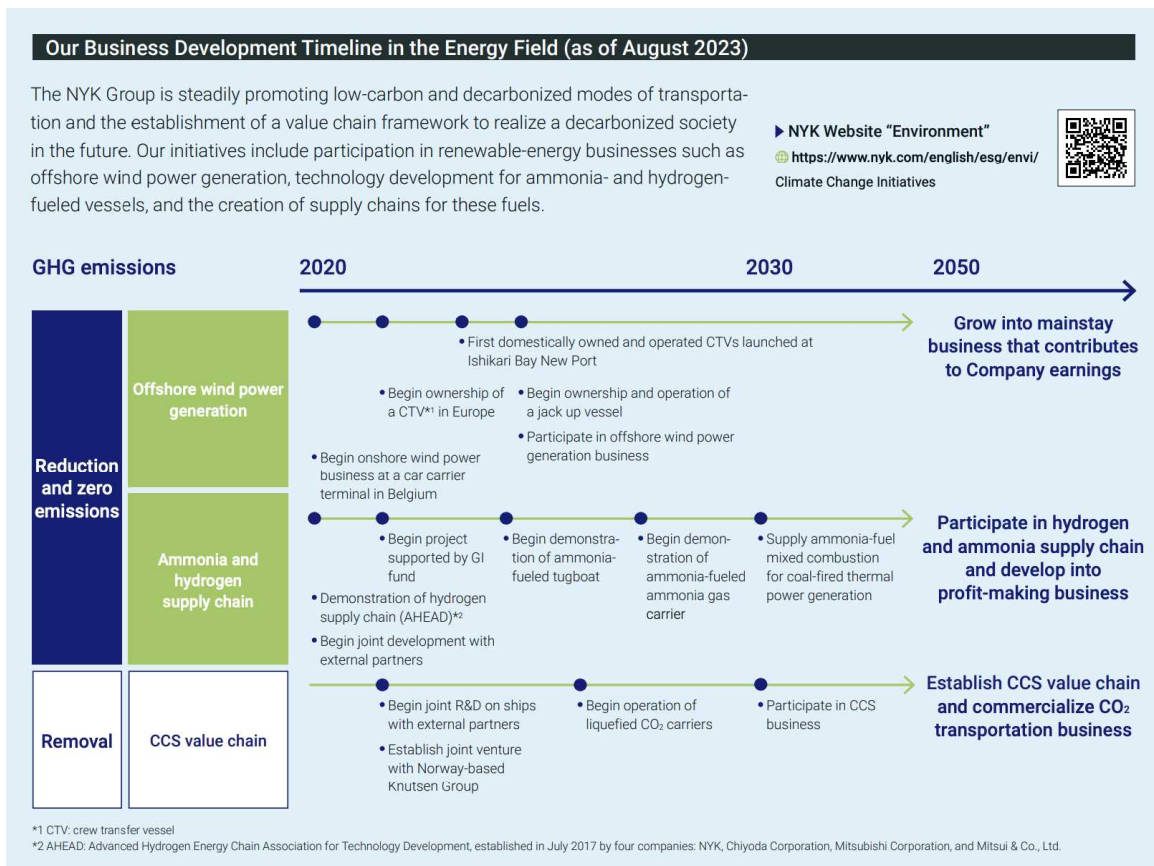 Our Business Development Timeline in the Energy Field (as of August 2023)
The NYK Group is steadily promoting low-carbon and decarbonized modes of transporta-
tion and the establishment of a value chain framework to realize a decarbonized society
in the future. Our initiatives include participation in renewable-energy businesses such as
offshore wind power generation, technology development for ammonia- and hydrogen-
fueled vessels, and the creation of supply chains for these fuels.
NYK Website “Environment”
https://www.nyk.com/english/esg/envi/
Climate Change Initiatives
GHG emissions
2020
2030
2050
Reduction
and zero
emissions
Offshore wind power
generation
• First domestically owned and operated CTVs launched at
Ishikari Bay New Port
• Begin ownership of
a CTV*1 in Europe
• Begin ownership and operation of
a jack up vessel
• Participate in offshore wind power
generation business
• Begin onshore wind power
business at a car carrier
terminal in Belgium
Grow into mainstay
business that contributes
to Company earnings
Ammonia and
hydrogen
supply chain
• Begin project
supported by GI
fund
• Demonstration of hydrogen
supply chain (AHEAD)*2
• Begin joint development with
external partners
• Begin demonstra-
tion of ammonia-
fueled tugboat
• Begin demon-
stration of
ammonia-fueled
ammonia gas
carrier
• Supply ammonia-fuel
mixed combustion
for coal-fired thermal
power generation
Participate in hydrogen
and ammonia supply chain
and develop into
profit-making business
Removal
CCS value chain
• Begin joint R&D on ships
with external partners
• Establish joint venture
with Norway-based
Knutsen Group
• Begin operation of
liquefied CO₂ carriers
• Participate in CCS
business
Establish CCS value chain
and commercialize CO₂
transportation business
*1 CTV: crew transfer vessel
*2 AHEAD: Advanced Hydrogen Energy Chain Association for Technology Development, established in July 2017 by four companies: NYK, Chiyoda Corporation, Mitsubishi Corporation, and Mitsui & Co., Ltd.